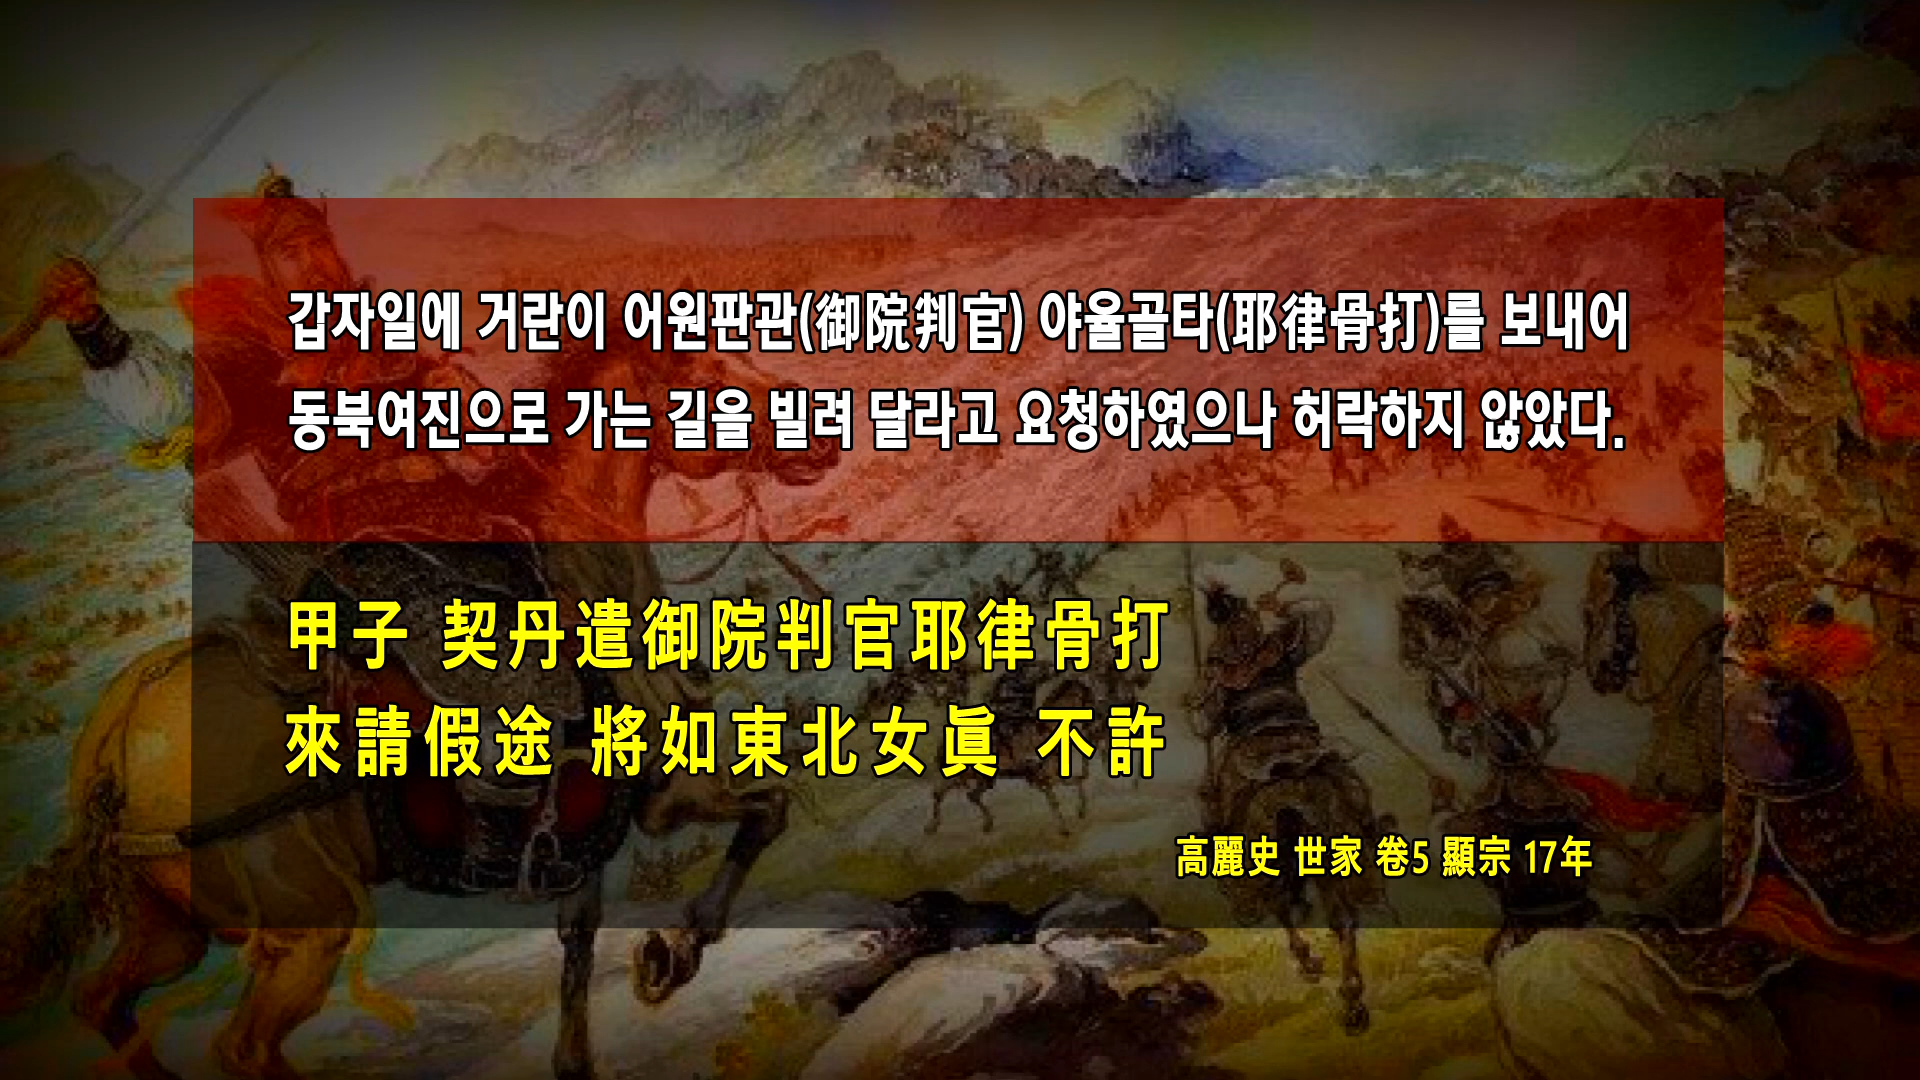 갑자일에 거란이 어원판관(御院判官) 야율골타(耶律骨打)를 보내어
동북여진으로 가는 길을 빌려 달라고 요청하였으나 허락하지 않았다.
甲子 契丹遣御院判官耶律骨打
來請假途 將如東北女眞 不許
高麗史 世家 卷5 顯宗 17年